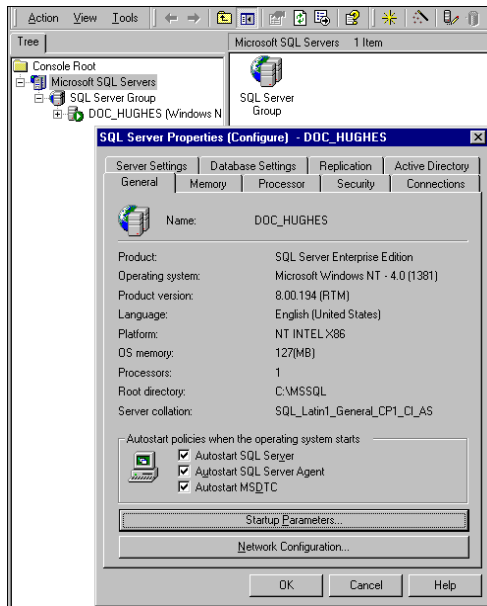 Action View Tools
Tree
Microsoft SQL Servers 1 Item
Console Root
Microsoft SQL Servers
SQL Server Group
DOC_HUGHES (Windows N
SQL Server
Group
SQL Server Properties (Configure) - DOC_HUGHES
Server Settings Database Settings Replication Active Directory
General Memory Processor Security Connections
Name: DOC_HUGHES
Product: SQL Server Enterprise Edition
Operating system: Microsoft Windows NT - 4.0 (1381)
Product version: 8.00.194 (RTM)
Language: English (United States)
Platform: NT INTEL X86
OS memory: 127(MB)
Processors: 1
Root directory: C:\MSSQL
Server collation: SQL_Latin1_General_CP1_CI_AS
Autostart policies when the operating system starts
Autostart SQL Server
Autostart SQL Server Agent
Autostart MSDTC
Startup Parameters...
Network Configuration...
OK Cancel Help